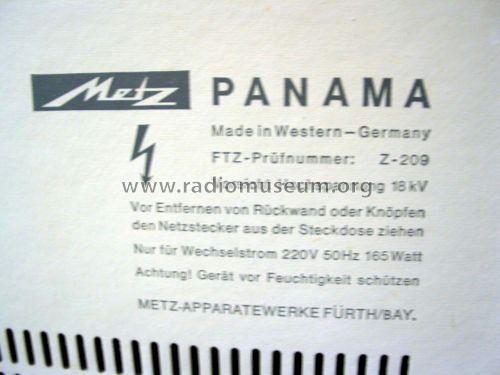 Metz PANAMA
Made in Western-Germany
FTZ-Prüfnummer: Z-209
www.radiomuseum.org
Vorsicht Hochspannung 18 kV
Vor Entfernen von Rückwand oder Knöpfen
den Netzstecker aus der Steckdose ziehen
Nur für Wechselstrom 220V 50Hz 165 Watt
Achtung! Gerät vor Feuchtigkeit schützen
METZ-APPARATEWERKE FÜRTH/BAY.